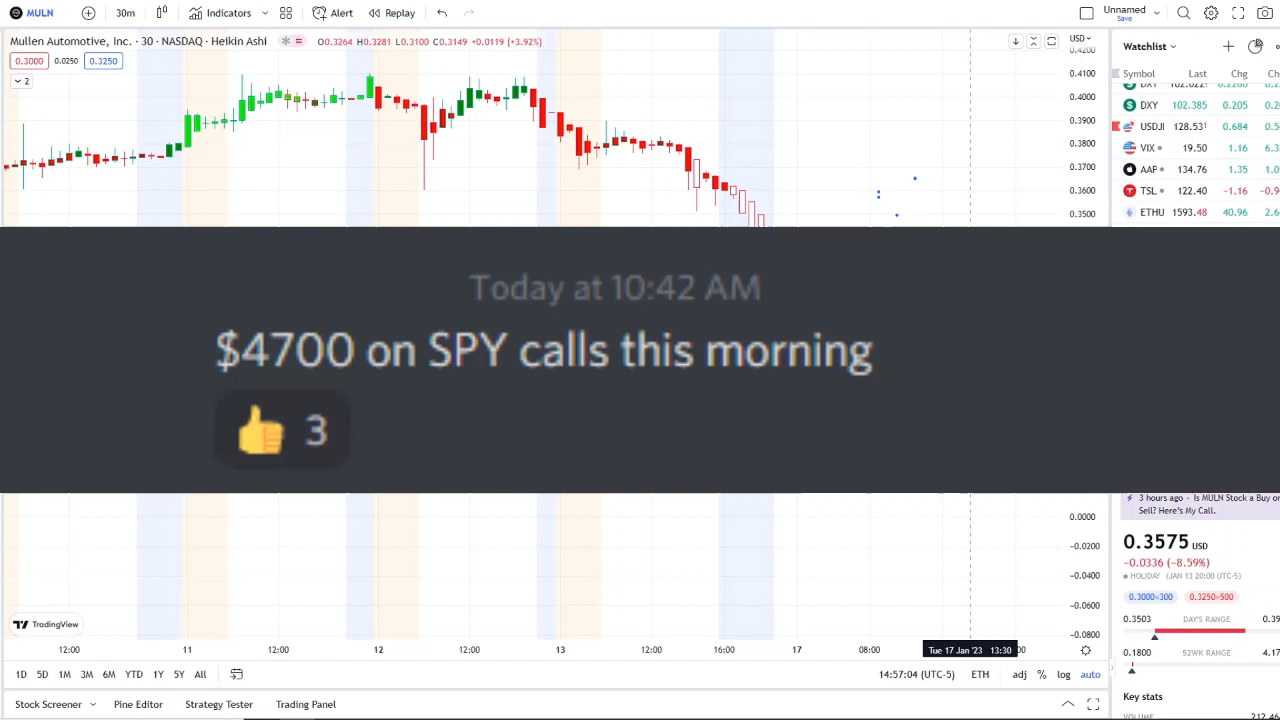 MULN 30m Indicators Alert Replay Unnamed Save
Mullen Automotive, Inc. · 30 · NASDAQ · Heikin Ashi O0.3264 H0.3281 L0.3100 C0.3149 +0.0119 (+3.92%) USD
0.3000 0.0250 0.3250
2
0.4200
0.4100
0.4000
0.3900
0.3800
0.3700
0.3600
0.3500
Watchlist
Symbol Last Chg
DXY 102.385 0.205
USDJI 128.531 0.684
VIX 19.50 1.16
AAP 134.76 1.35
TSL 122.40 −1.16
ETHU 1593.48 40.96
Today at 10:42 AM
$4700 on SPY calls this morning
👍 3
0.0000
−0.0200
−0.0400
−0.0600
−0.0800
3 hours ago · Is MULN Stock a Buy or
Sell? Here's My Call.
0.3575 USD
−0.0336 (−8.59%)
HOLIDAY (JAN 13 20:00 UTC-5)
0.3000×300 0.3250×500
0.3503 DAY'S RANGE
0.1800 52WK RANGE 4.17
Key stats
TradingView
12:00 11 12:00 12 12:00 13 12:00 16:00 17 08:00 Tue 17 Jan '23 13:30
1D 5D 1M 3M 6M YTD 1Y 5Y All 14:57:04 (UTC-5) ETH adj % log auto
Stock Screener Pine Editor Strategy Tester Trading Panel